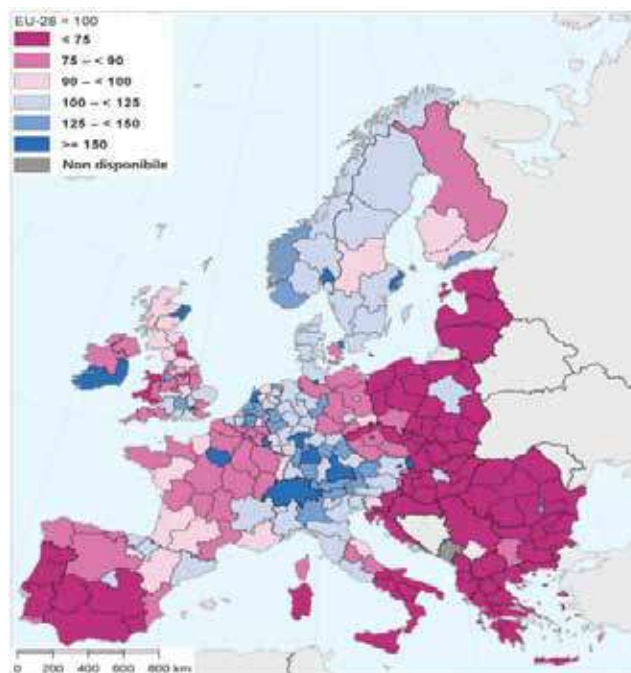 EU-28 = 100
< 75
75 – < 90
90 – < 100
100 – < 125
125 – < 150
>= 150
Non disponibile
0 200 400 600 800 km